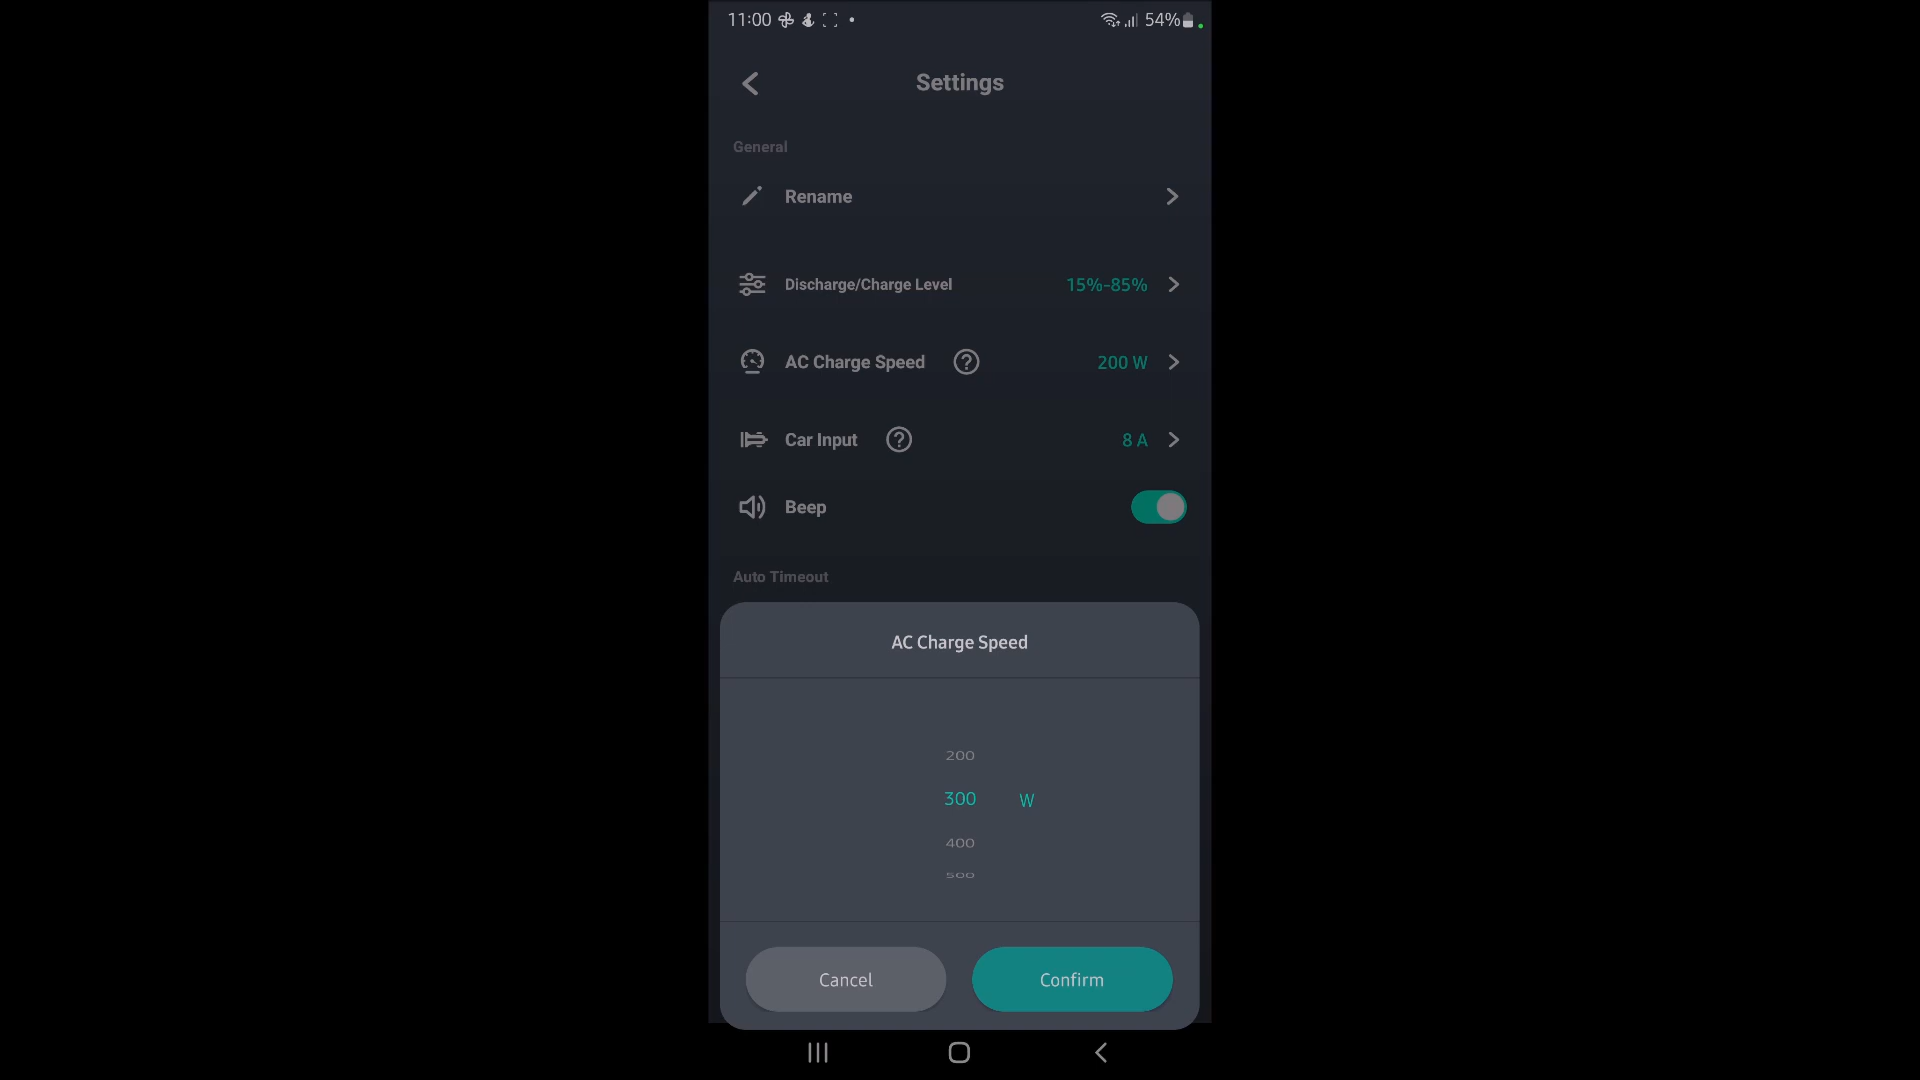 11:00 54%
Settings
General
Rename
Discharge/Charge Level 15%-85%
AC Charge Speed ? 200 W
Car Input ? 8 A
Beep
Auto Timeout
AC Charge Speed
200
300 W
400
500
Cancel Confirm